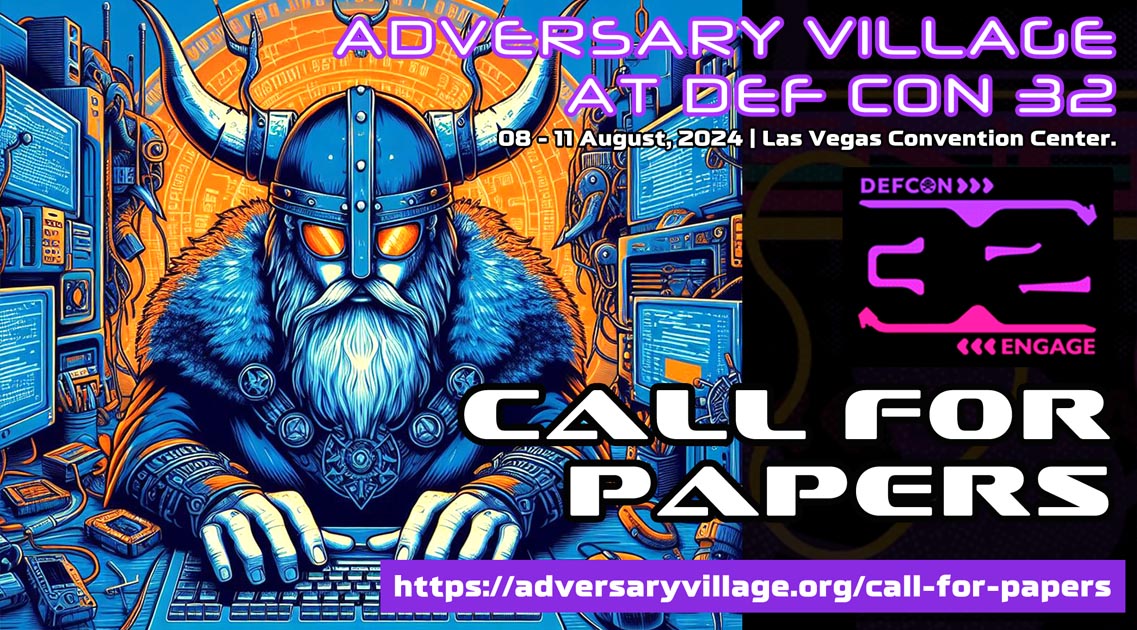 ADVERSARY VILLAGE
AT DEF CON 32
08 - 11 August, 2024 | Las Vegas Convention Center.
DEFCON
ENGAGE
CALL FOR
PAPERS
https://adversaryvillage.org/call-for-papers